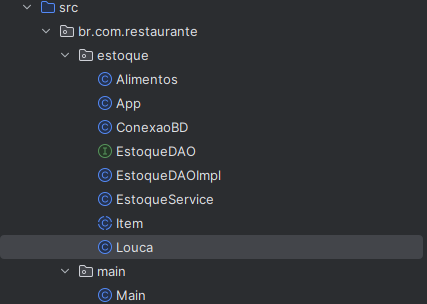 src
br.com.restaurante
estoque
C Alimentos
C App
C ConexaoBD
I EstoqueDAO
C EstoqueDAOImpl
C EstoqueService
C Item
C Louca
main
C Main